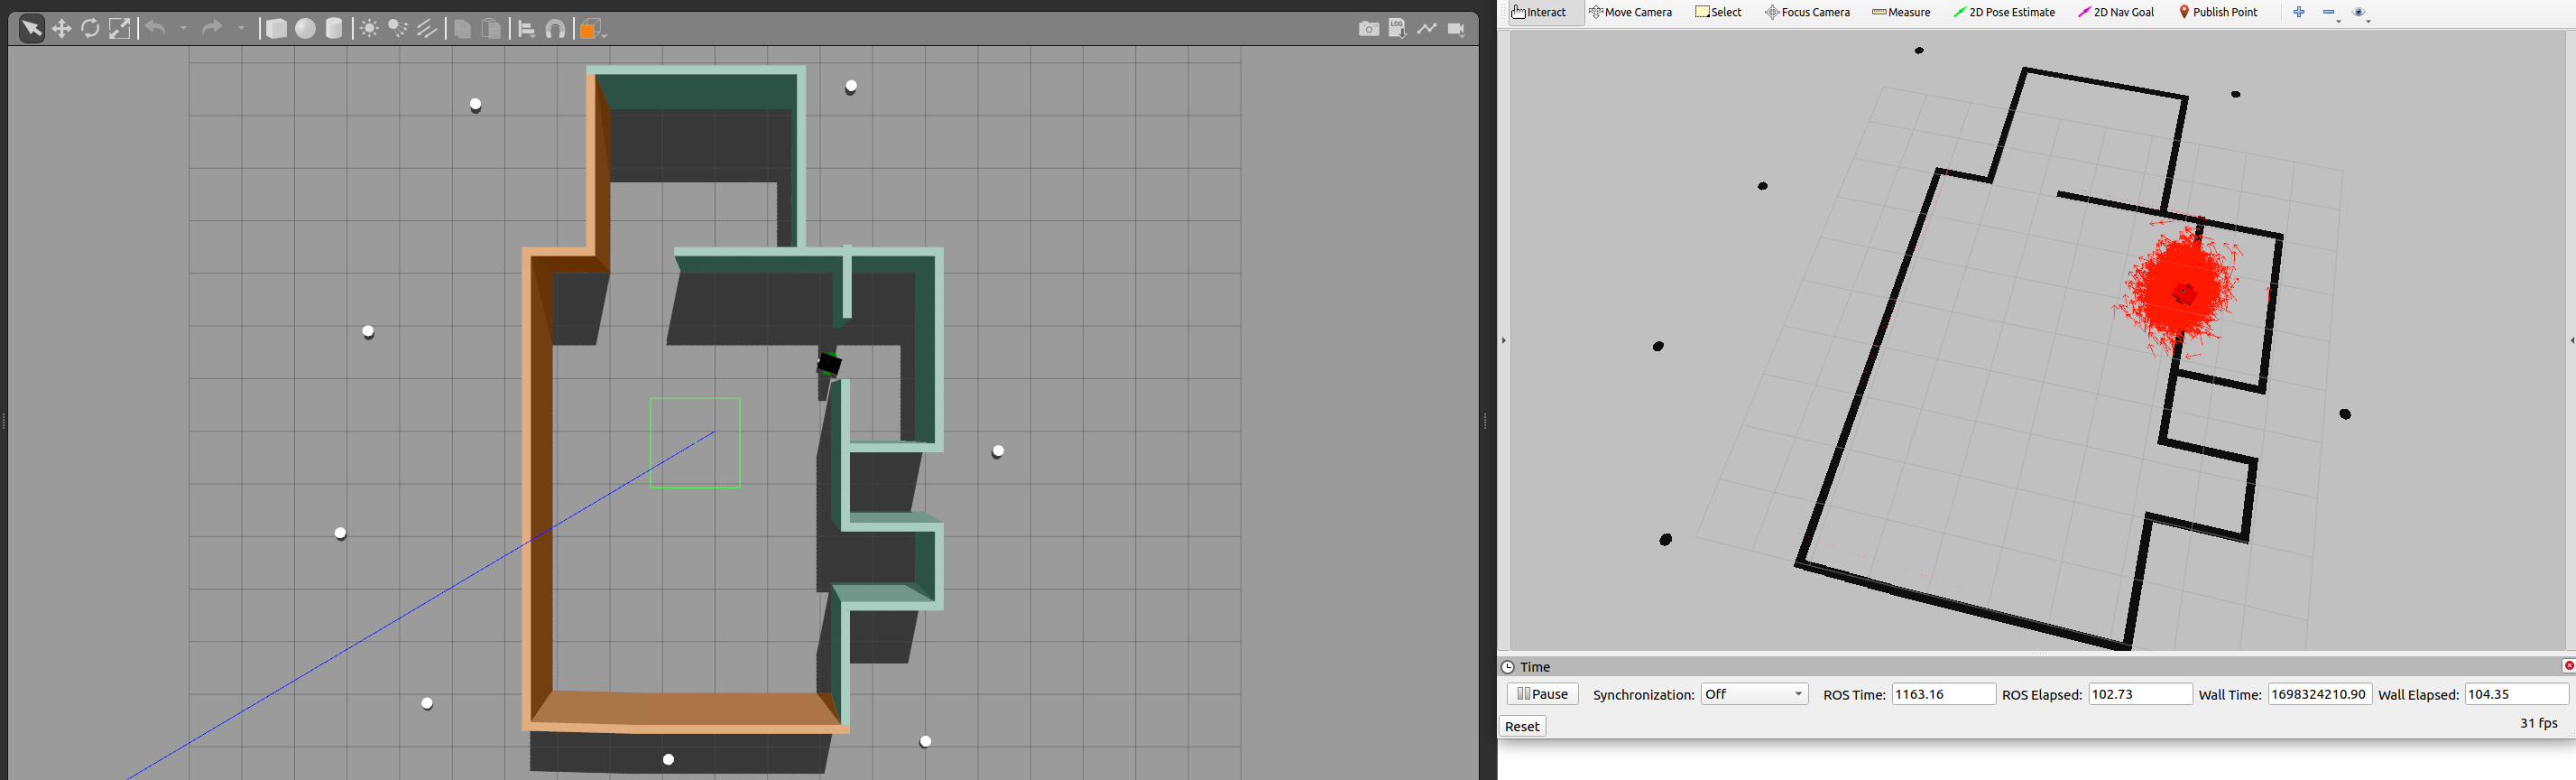 LOG
Interact Move Camera Select Focus Camera Measure 2D Pose Estimate 2D Nav Goal Publish Point
Time
Pause Synchronization: Off ROS Time: 1163.16 ROS Elapsed: 102.73 Wall Time: 1698324210.90 Wall Elapsed: 104.35
Reset 31 fps